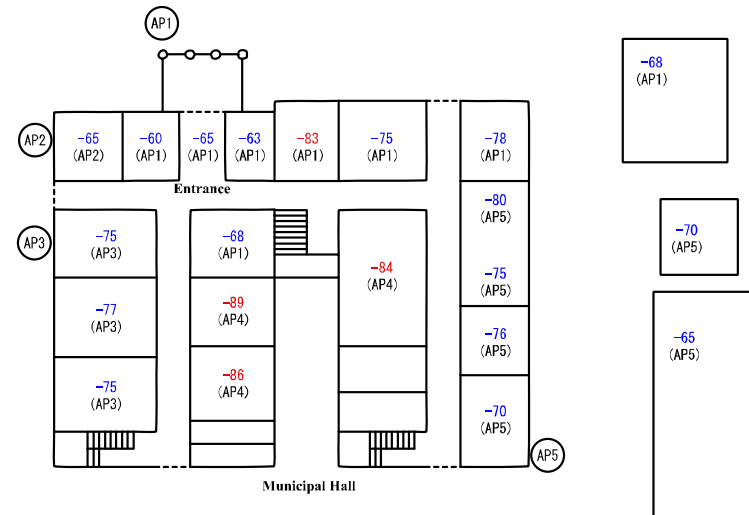 AP1
-68
(AP1)
AP2
-65
(AP2)
-60
(AP1)
-65
(AP1)
-63
(AP1)
-83
(AP1)
-75
(AP1)
-78
(AP1)
Entrance
-80
(AP5)
AP3
-75
(AP3)
-68
(AP1)
-84
(AP4)
-70
(AP5)
-75
(AP5)
-77
(AP3)
-89
(AP4)
-76
(AP5)
-65
(AP5)
-75
(AP3)
-86
(AP4)
-70
(AP5)
AP5
Municipal Hall